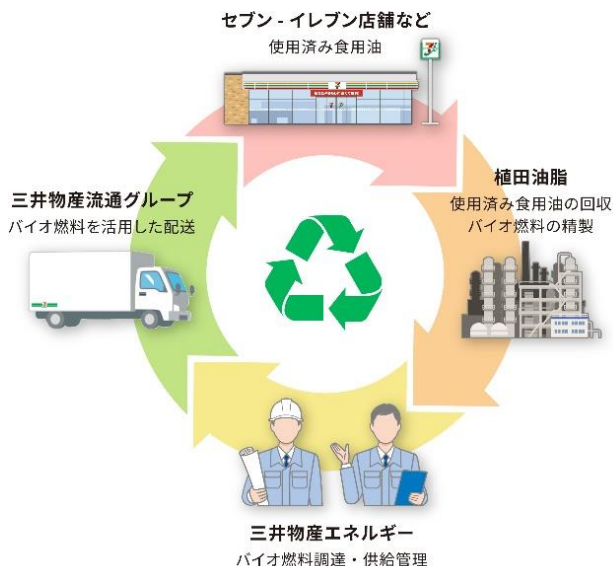 セブン - イレブン店舗など
使用済み食用油
植田油脂
使用済み食用油の回収
バイオ燃料の精製
三井物産流通グループ
バイオ燃料を活用した配送
三井物産エネルギー
バイオ燃料調達・供給管理